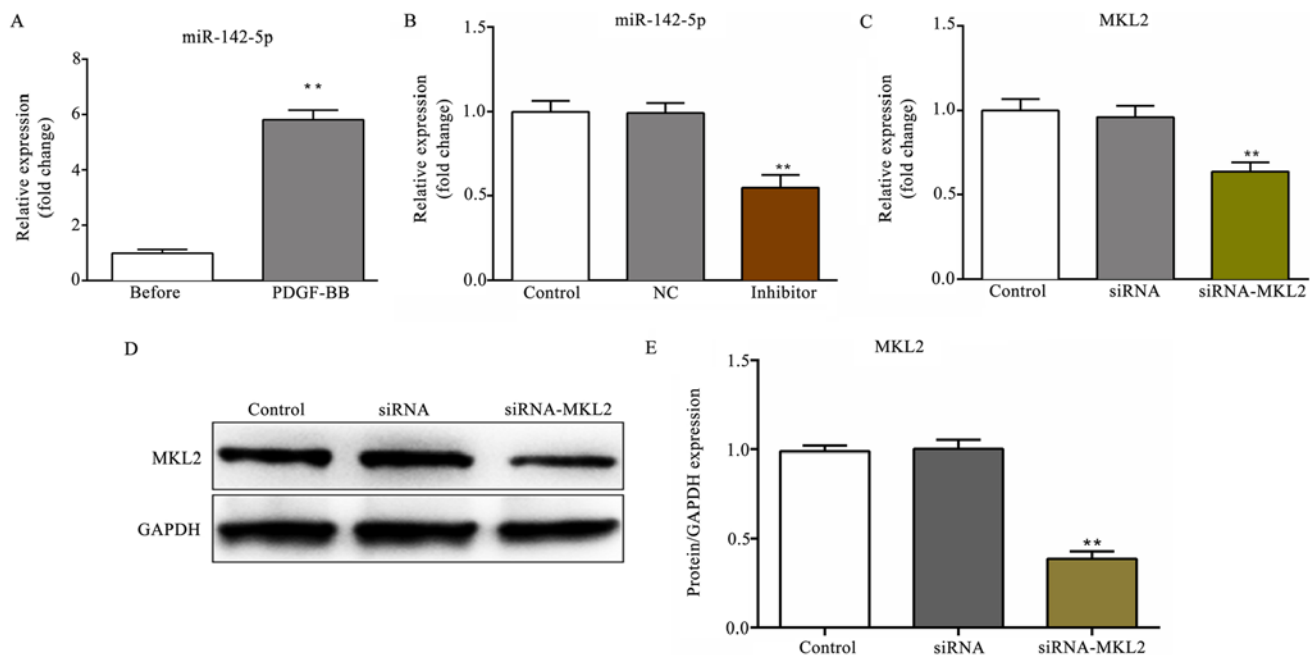 A
miR-142-5p
Relative expression
(fold change)
8
6
4
2
0
Before
PDGF-BB
**
B
miR-142-5p
Relative expression
(fold change)
1.5
1.0
0.5
0.0
Control
NC
Inhibitor
**
C
MKL2
Relative expression
(fold change)
1.5
1.0
0.5
0.0
Control
siRNA
siRNA-MKL2
**
D
Control siRNA siRNA-MKL2
MKL2
GAPDH
E
MKL2
Protein/GAPDH expression
1.5
1.0
0.5
0.0
Control
siRNA
siRNA-MKL2
**